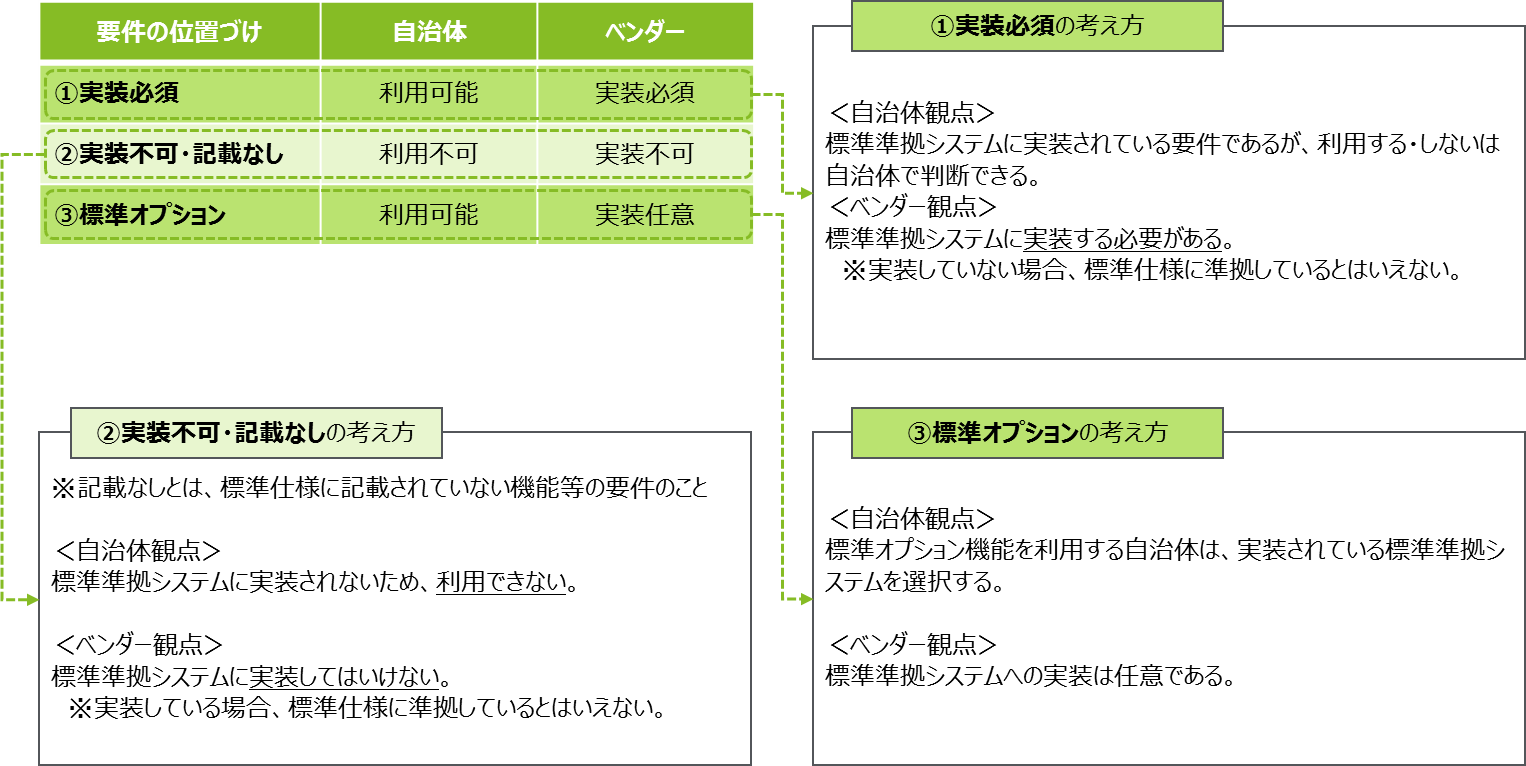 要件の位置づけ 自治体 ベンダー
①実装必須 利用可能 実装必須
②実装不可・記載なし 利用不可 実装不可
③標準オプション 利用可能 実装任意
①実装必須の考え方
＜自治体観点＞
標準準拠システムに実装されている要件であるが、利用する・しないは
自治体で判断できる。
＜ベンダー観点＞
標準準拠システムに実装する必要がある。
※実装していない場合、標準仕様に準拠しているとはいえない。
②実装不可・記載なしの考え方
※記載なしとは、標準仕様に記載されていない機能等の要件のこと
＜自治体観点＞
標準準拠システムに実装されないため、利用できない。
＜ベンダー観点＞
標準準拠システムに実装してはいけない。
※実装している場合、標準仕様に準拠しているとはいえない。
③標準オプションの考え方
＜自治体観点＞
標準オプション機能を利用する自治体は、実装されている標準準拠シ
ステムを選択する。
＜ベンダー観点＞
標準準拠システムへの実装は任意である。